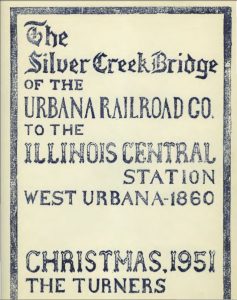 The
Silver Creek Bridge
OF THE
URBANA RAILROAD CO.
TO THE
ILLINOIS CENTRAL
STATION
WEST URBANA-1860
CHRISTMAS, 1951
THE TURNERS